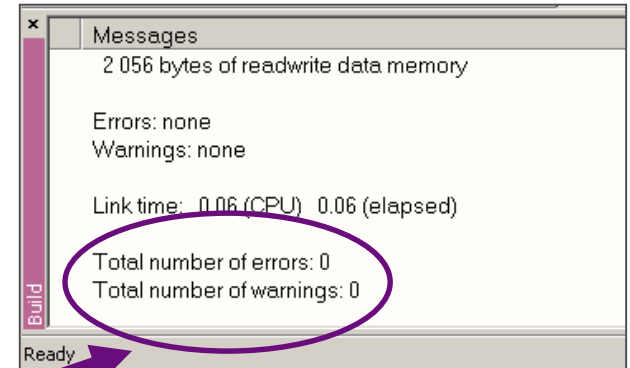 Messages
2 056 bytes of readwrite data memory
Errors: none
Warnings: none
Link time: 0.06 (CPU) 0.06 (elapsed)
Total number of errors: 0
Total number of warnings: 0
Build
Ready